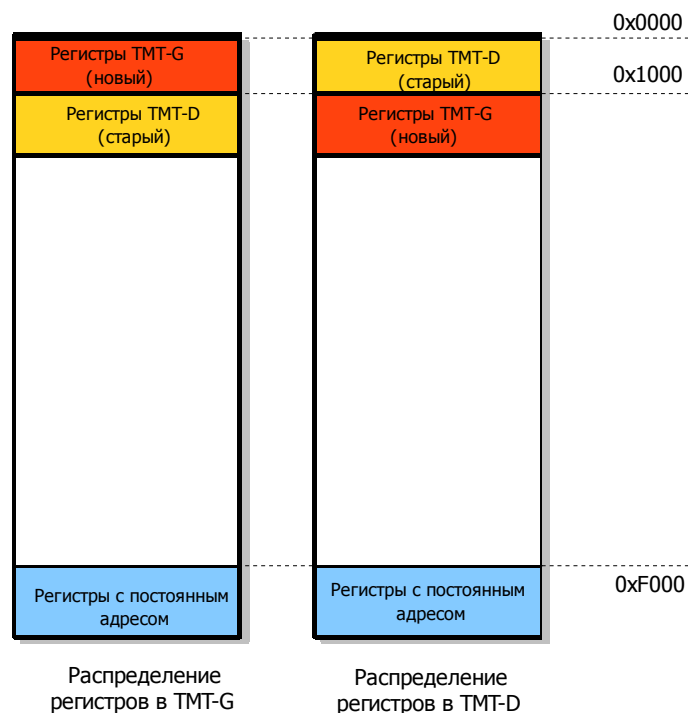 0x0000
Регистры TMT-G
(новый)
Регистры TMT-D
(старый)
0x1000
Регистры TMT-D
(старый)
Регистры TMT-G
(новый)
0xF000
Регистры с постоянным
адресом
Регистры с постоянным
адресом
Распределение
регистров в TMT-G
Распределение
регистров в TMT-D